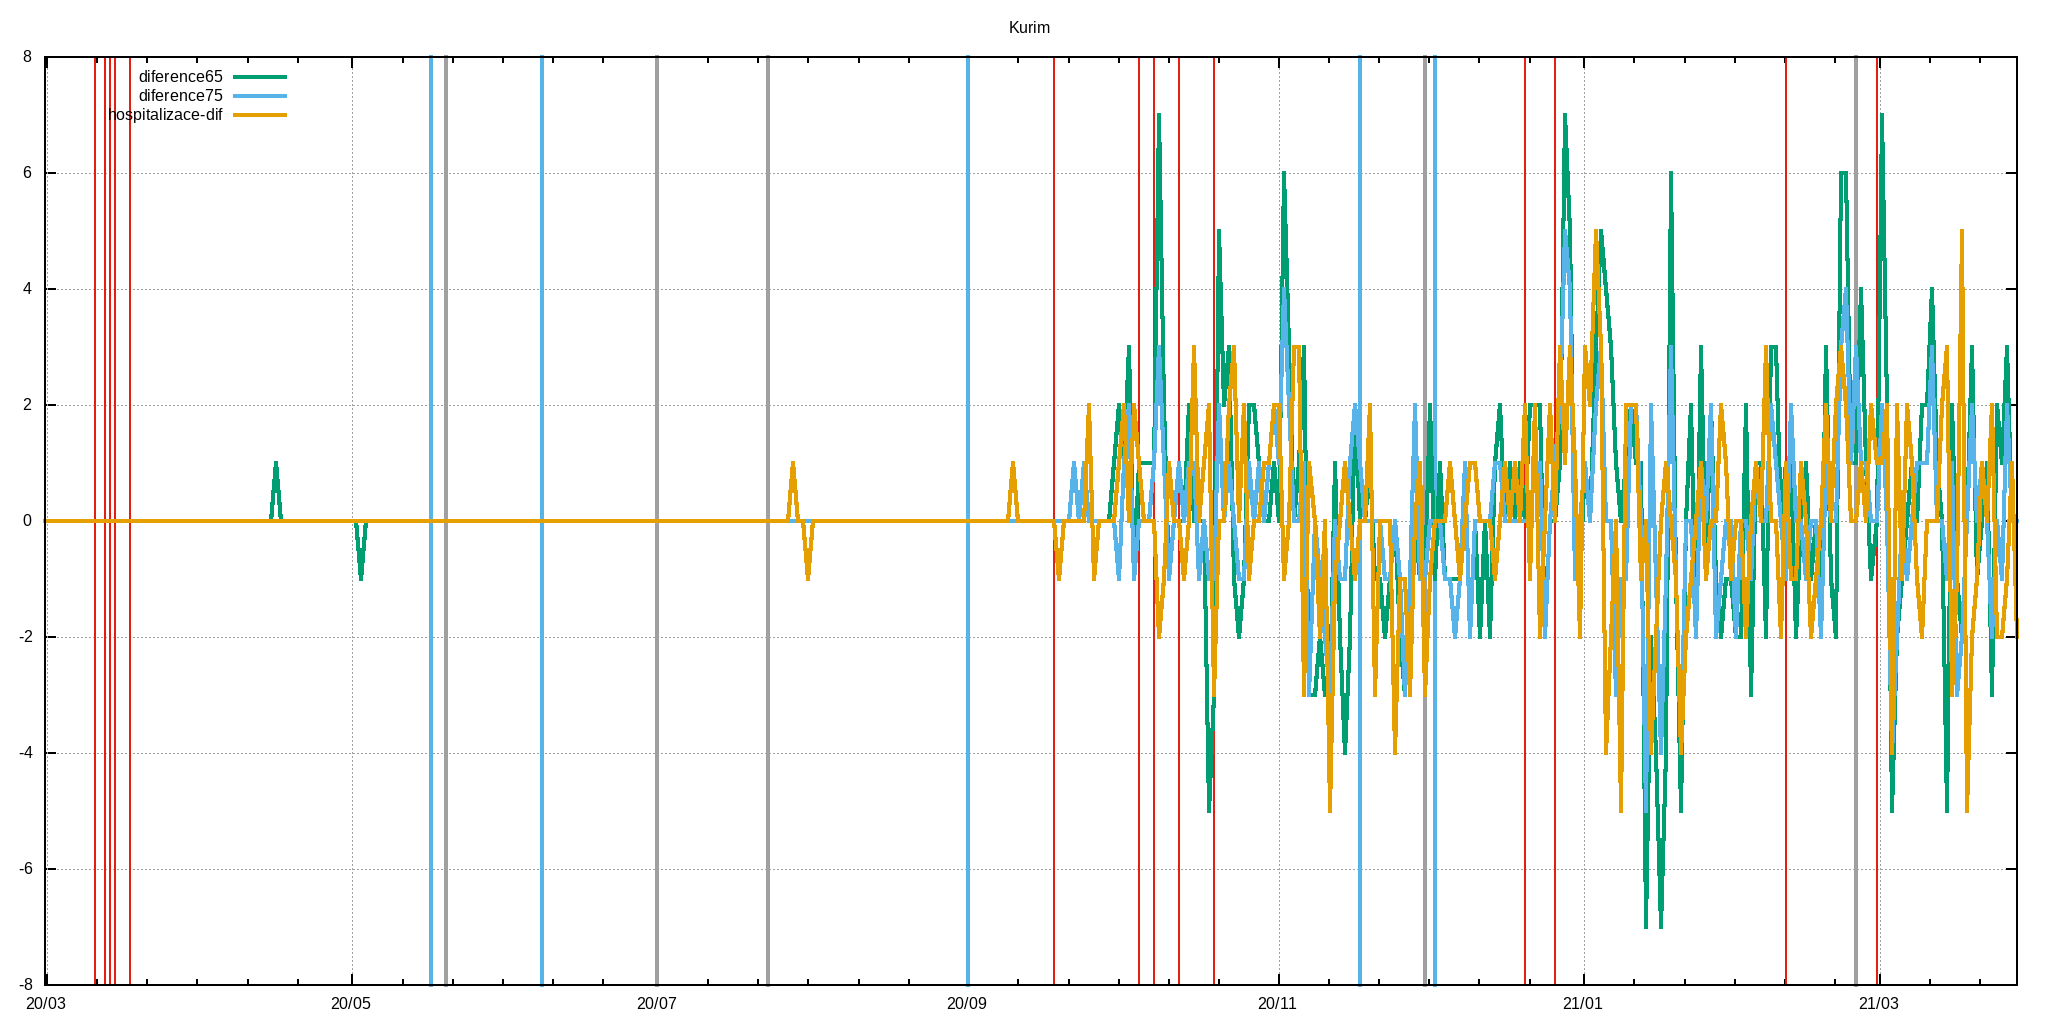 Kurim
8
diference65
diference75
hospitalizace-dif
6
4
2
0
-2
-4
-6
-8
20/03 20/05 20/07 20/09 20/11 21/01 21/03